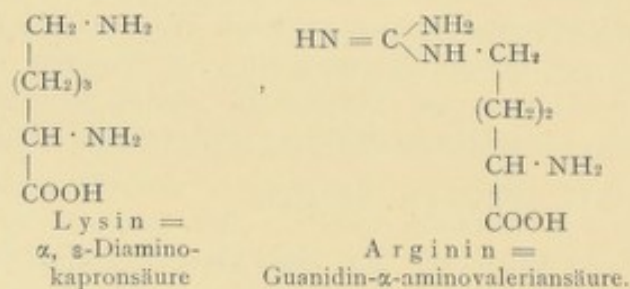 CH₂ · NH₂
|
(CH₂)₃
|
CH · NH₂
|
COOH
Lysin =
α, ε-Diamino-
kapronsäure
,
HN = C⟨NH₂
NH · CH₂
|
(CH₂)₂
|
CH · NH₂
|
COOH
Arginin =
Guanidin-α-aminovaleriansäure.